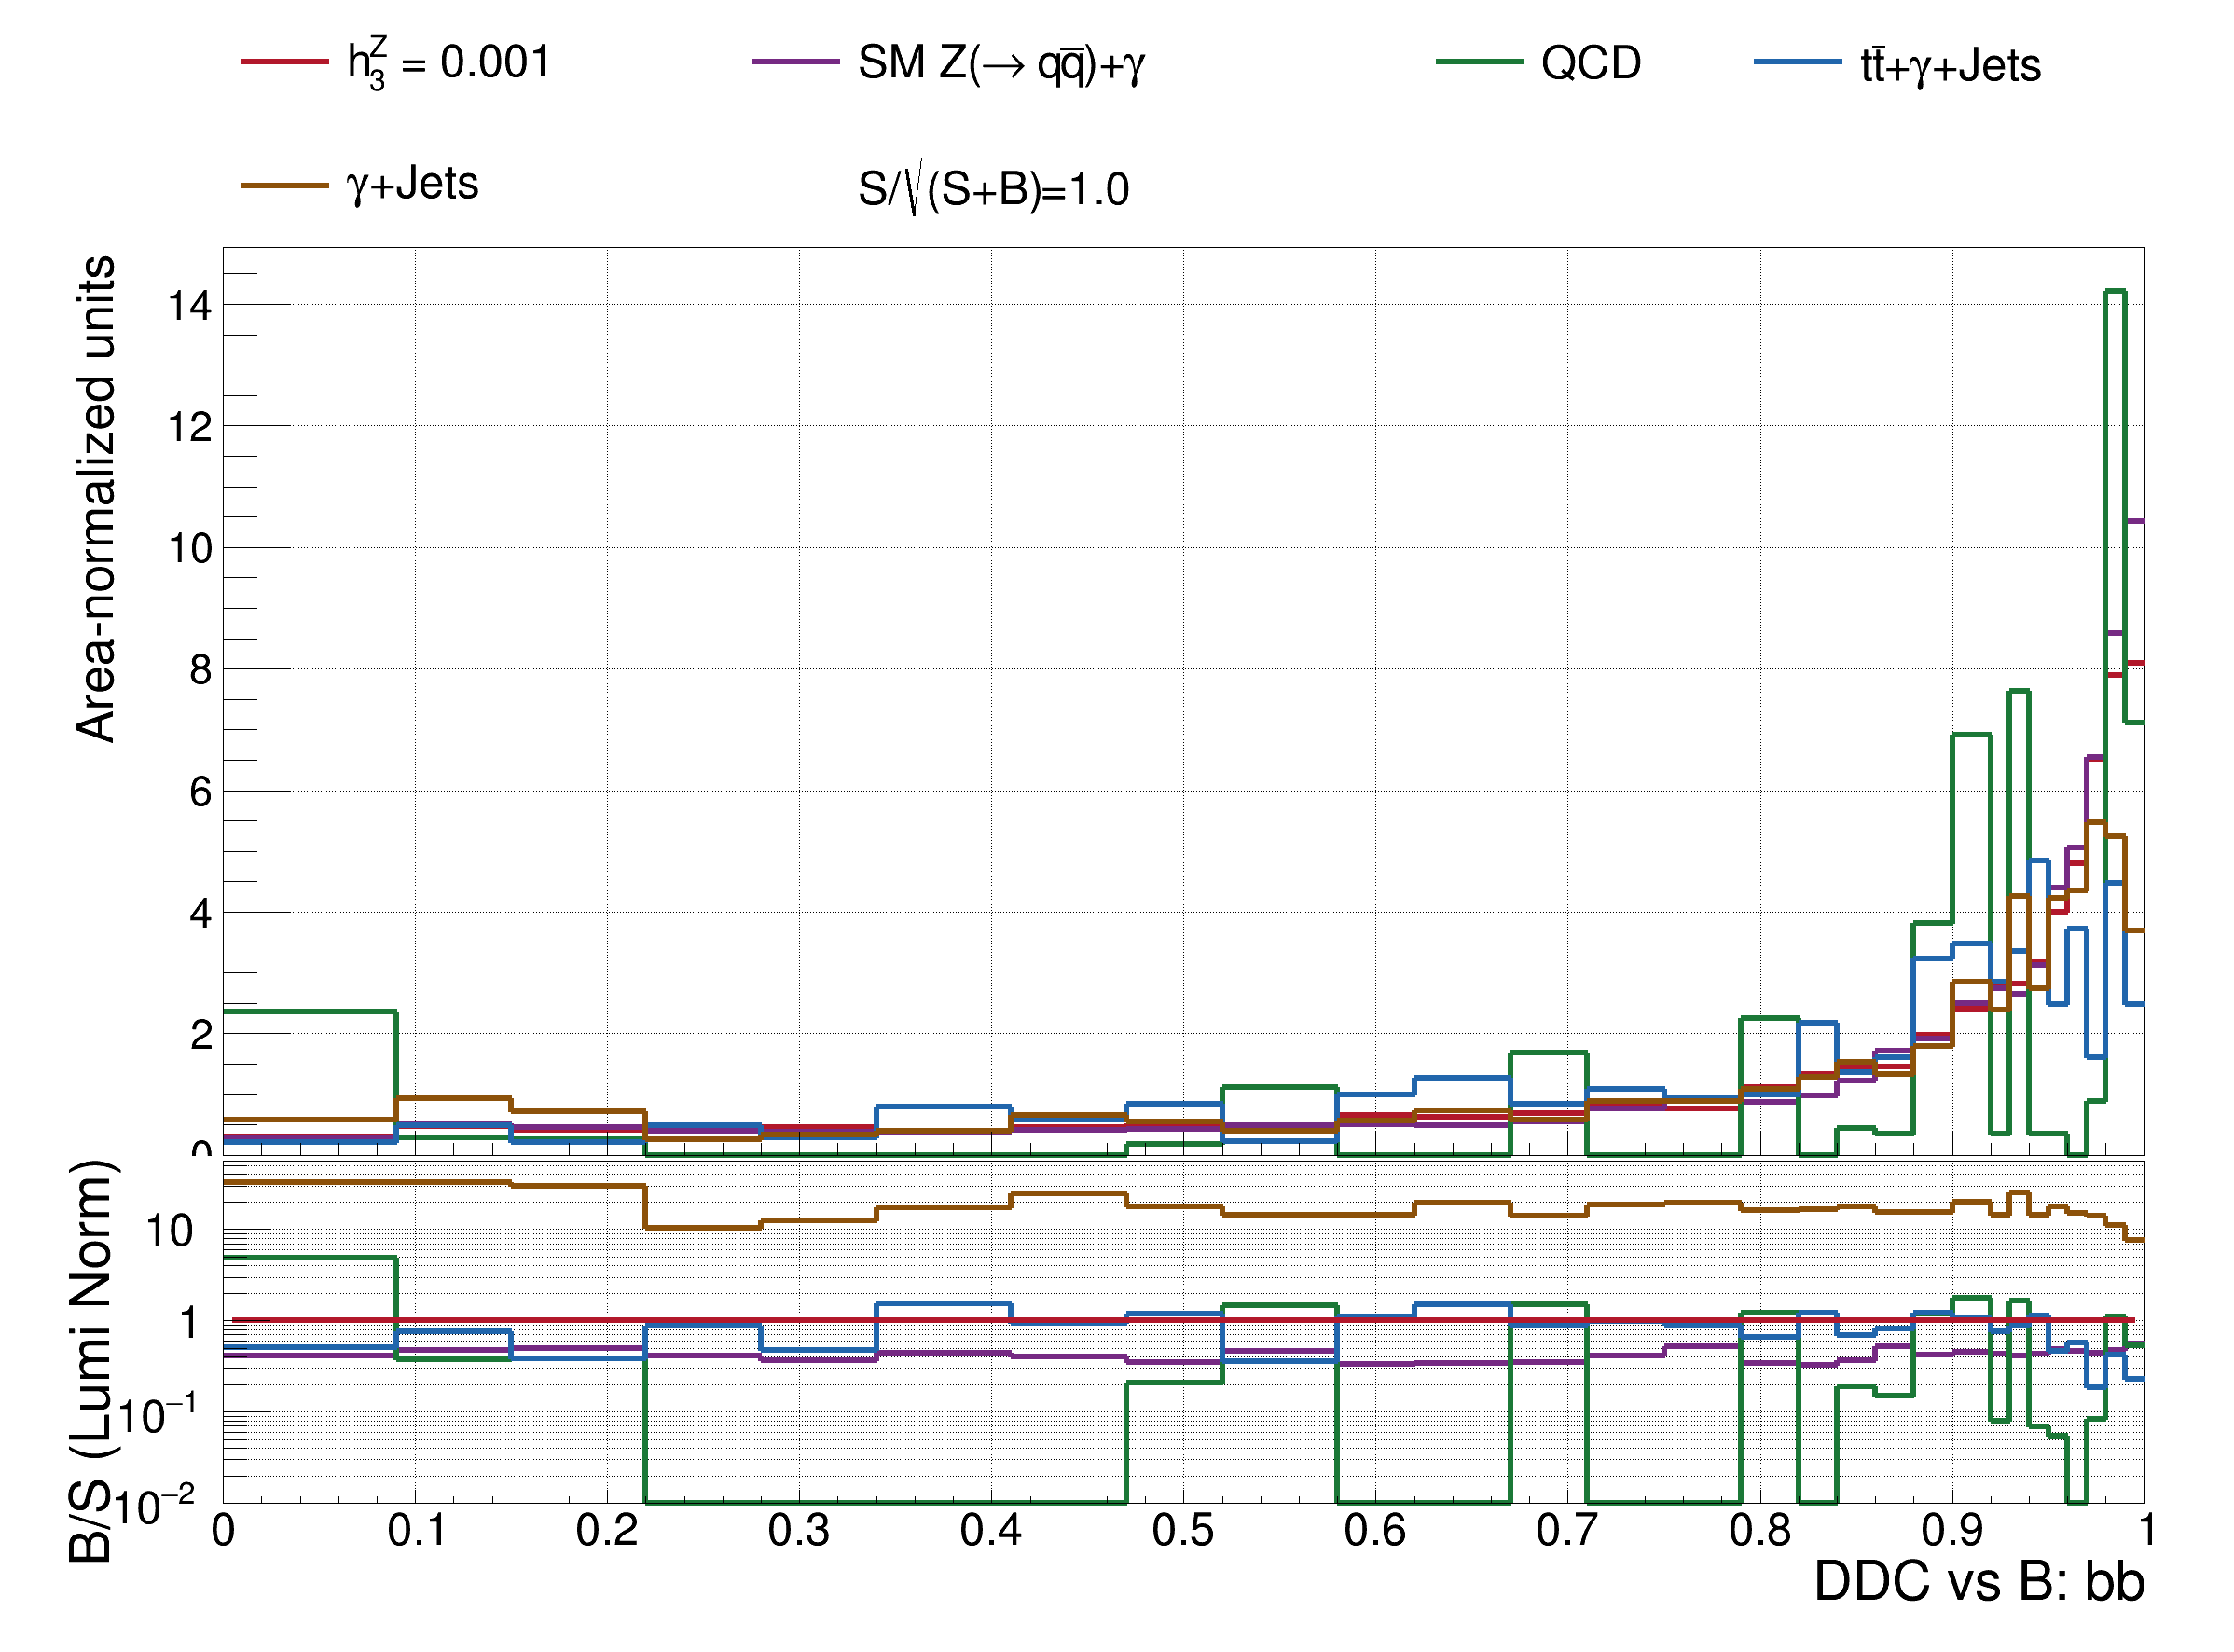 h₃ᶻ = 0.001 SM Z(→ qq̅)+γ QCD tt̄+γ+Jets
γ+Jets S/√(S+B)=1.0
Area-normalized units
14
12
10
8
6
4
2
0
B/S (Lumi Norm)
10
1
10⁻¹
10⁻²
0 0.1 0.2 0.3 0.4 0.5 0.6 0.7 0.8 0.9 1
DDC vs B: bb